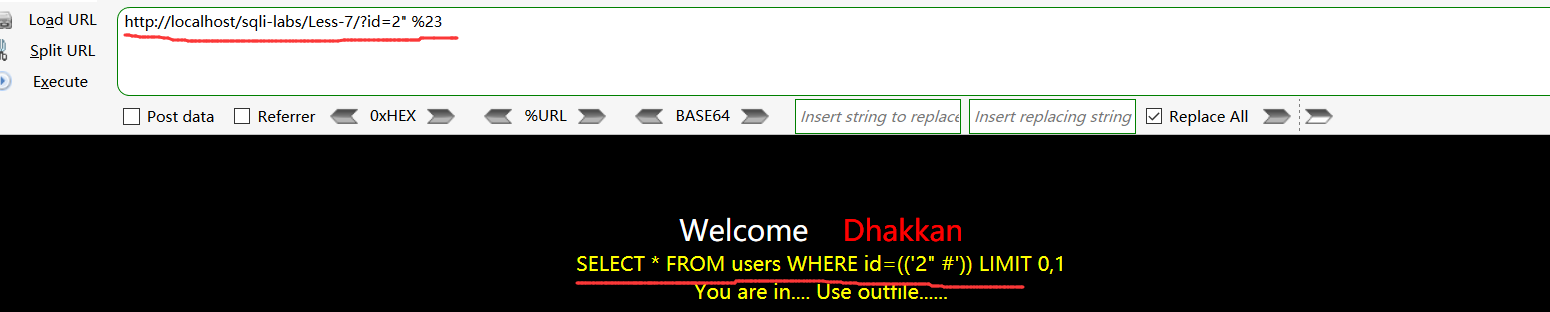 Load URL
http://localhost/sqli-labs/Less-7/?id=2" %23
Split URL
Execute
Post data Referrer 0xHEX %URL BASE64 Insert string to replace Insert replacing string Replace All
Welcome Dhakkan
SELECT * FROM users WHERE id=(('2" #')) LIMIT 0,1
You are in.... Use outfile......